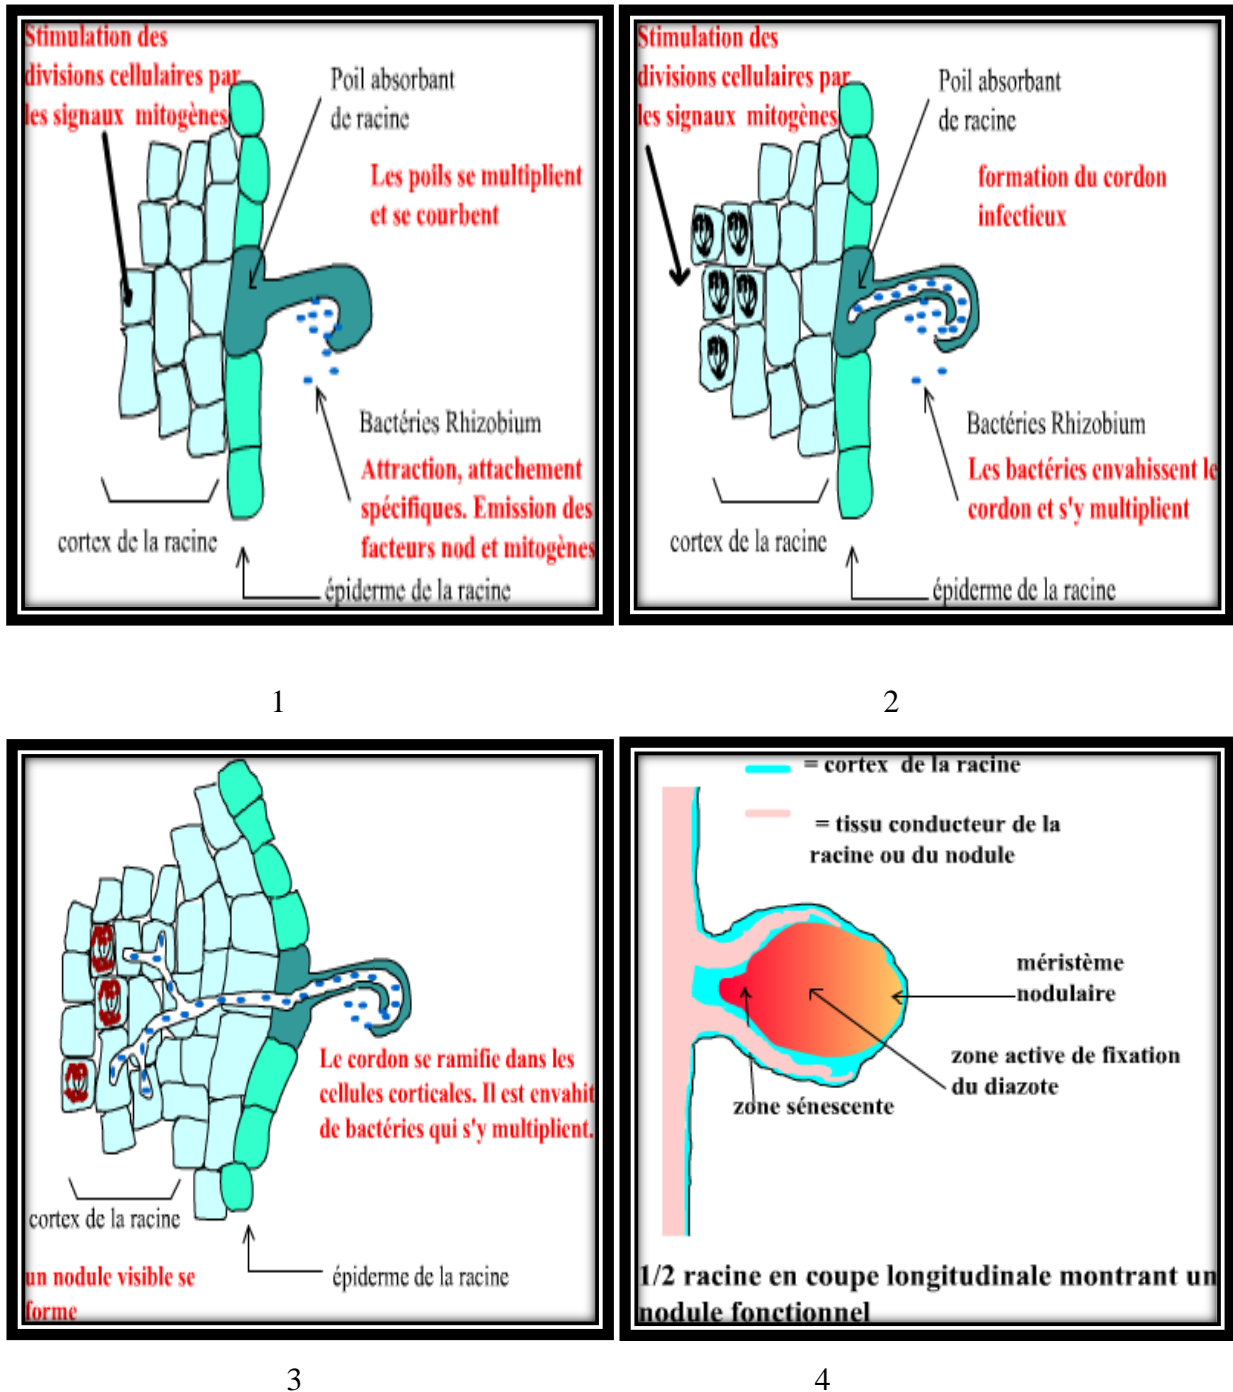 Stimulation des
divisions cellulaires par
les signaux mitogènes
Poil absorbant
de racine
Les poils se multiplient
et se courbent
Bactéries Rhizobium
Attraction, attachement
spécifiques. Emission des
facteurs nod et mitogènes
cortex de la racine
épiderme de la racine
1
Stimulation des
divisions cellulaires par
les signaux mitogènes
Poil absorbant
de racine
formation du cordon
infectieux
Bactéries Rhizobium
Les bactéries envahissent le
cordon et s'y multiplient
cortex de la racine
épiderme de la racine
2
Le cordon se ramifie dans les
cellules corticales. Il est envahit
de bactéries qui s'y multiplient.
cortex de la racine
un nodule visible se
forme
épiderme de la racine
3
= cortex de la racine
= tissu conducteur de la
racine ou du nodule
méristème
nodulaire
zone active de fixation
du diazote
zone sénescente
1/2 racine en coupe longitudinale montrant un
nodule fonctionnel
4